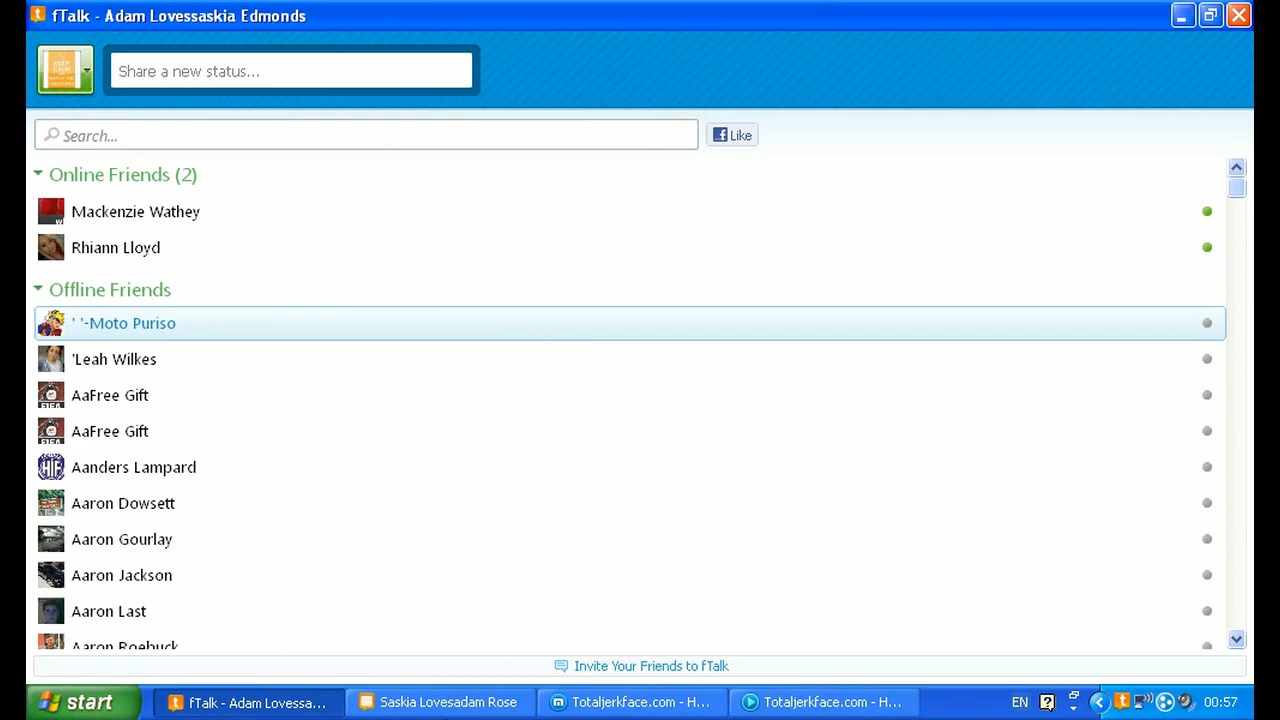 fTalk - Adam Lovessaskia Edmonds
Share a new status...
Search...
Like
Online Friends (2)
Mackenzie Wathey
Rhiann Lloyd
Offline Friends
' '-Moto Puriso
'Leah Wilkes
AaFree Gift
AaFree Gift
Aanders Lampard
Aaron Dowsett
Aaron Gourlay
Aaron Jackson
Aaron Last
Aaron Roebuck
Invite Your Friends to fTalk
start
fTalk - Adam Lovessa...
Saskia Lovesadam Rose
Totaljerkface.com - H...
Totaljerkface.com - H...
EN
00:57